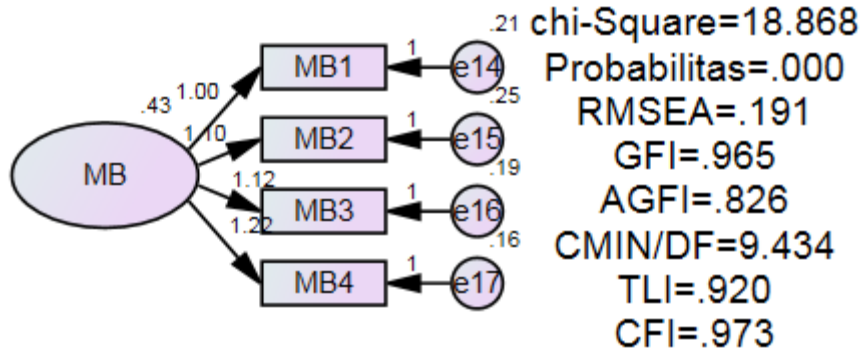 .21
chi-Square=18.868
MB1
1
e14
Probabilitas=.000
.43
1.00
.25
RMSEA=.191
1.10
MB2
1
e15
GFI=.965
MB
1.12
.19
MB3
1
e16
AGFI=.826
1.22
.16
CMIN/DF=9.434
MB4
1
e17
TLI=.920
CFI=.973